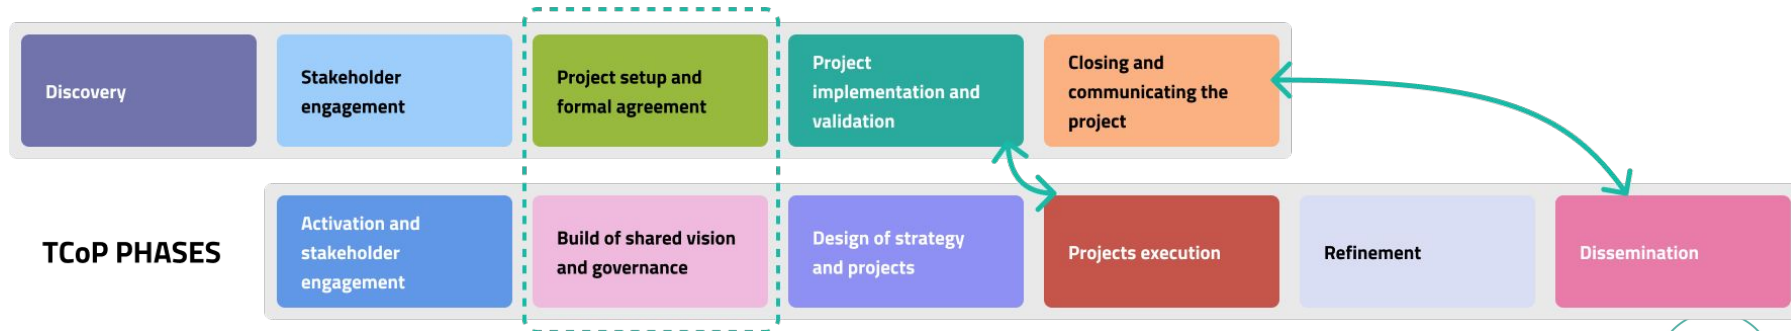 Discovery
Stakeholder
engagement
Project setup and
formal agreement
Project
implementation and
validation
Closing and
communicating the
project
TCoP PHASES
Activation and
stakeholder
engagement
Build of shared vision
and governance
Design of strategy
and projects
Projects execution
Refinement
Dissemination